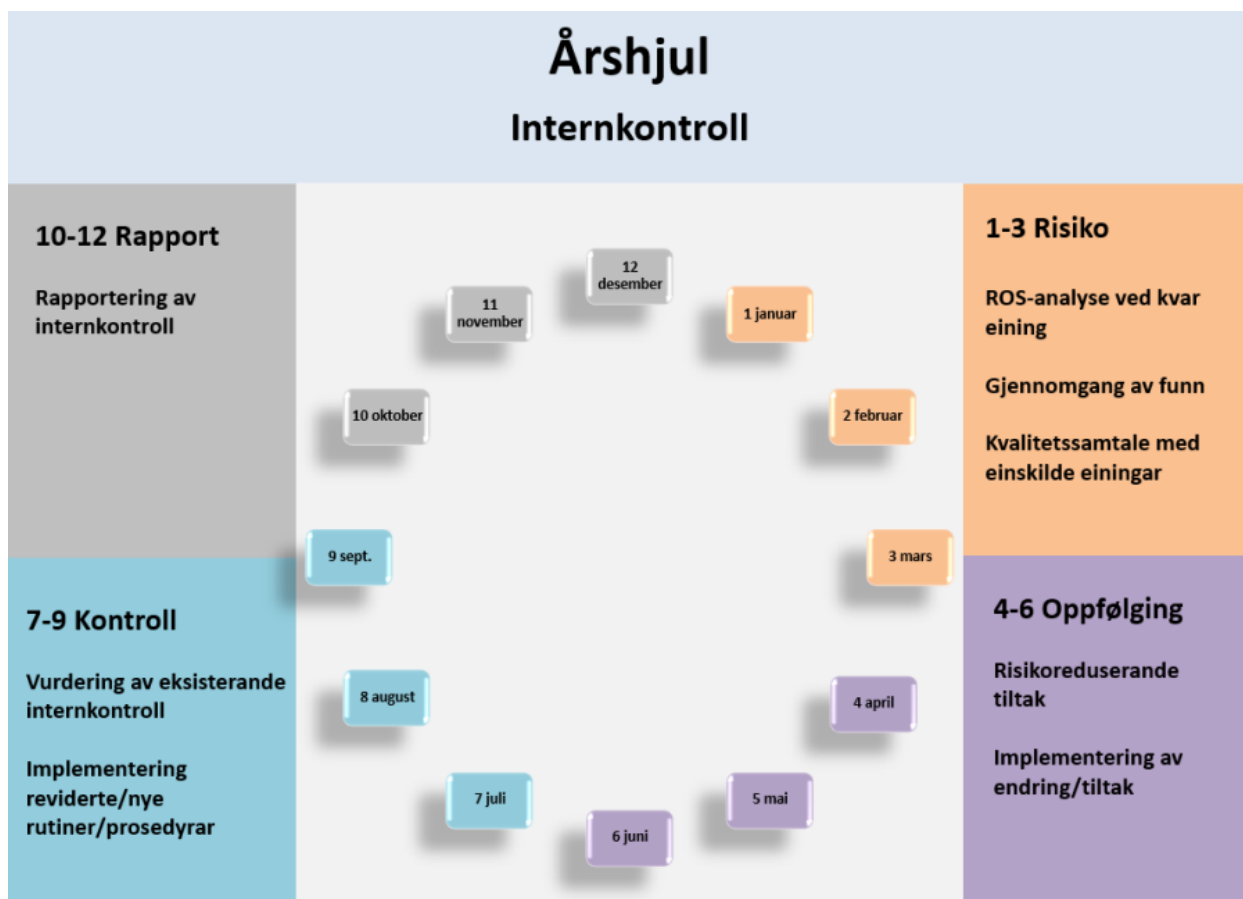 Årshjul
Internkontroll
10-12 Rapport
Rapportering av
internkontroll
1-3 Risiko
ROS-analyse ved kvar
eining
Gjennomgang av funn
Kvalitetssamtale med
einskilde einingar
7-9 Kontroll
Vurdering av eksisterande
internkontroll
Implementering
reviderte/nye
rutiner/prosedyrar
4-6 Oppfølging
Risikoreduserande
tiltak
Implementering av
endring/tiltak
12
desember
1 januar
2 februar
3 mars
4 april
5 mai
6 juni
7 juli
8 august
9 sept.
10 oktober
11
november